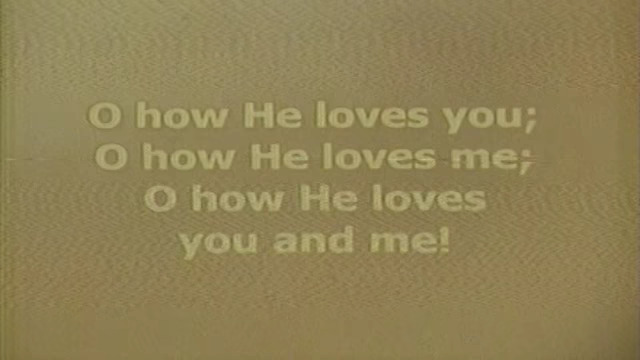 O how He loves you;
O how He loves me;
O how He loves
you and me!